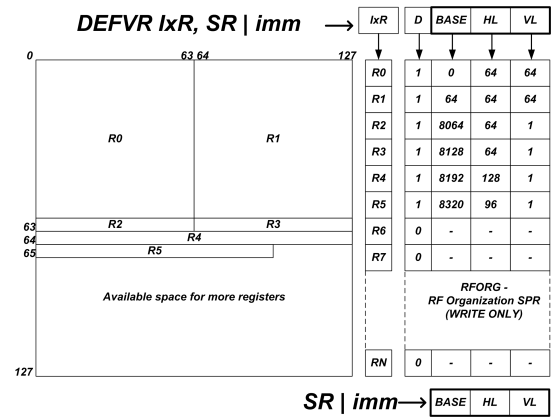 DEFVR IxR, SR | imm
IxR D BASE HL VL
0 63 64 127
R0 1 0 64 64
R1 1 64 64 64
R2 1 8064 64 1
R3 1 8128 64 1
R4 1 8192 128 1
R5 1 8320 96 1
R6 0 - - -
R7 0 - - -
RN 0 - - -
R0 R1
63 R2 R3
64 R4
65 R5
Available space for more registers
127
RFORG -
RF Organization SPR
(WRITE ONLY)
SR | imm BASE HL VL